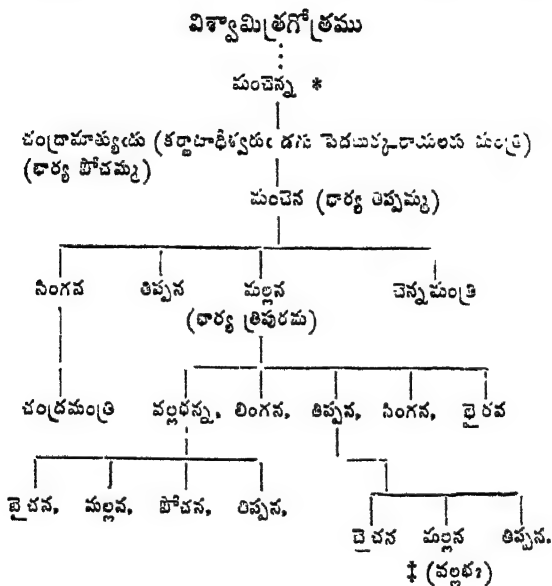 విశ్వామిత్రగోత్రము
మంచెన్న *
చంద్రామాత్యుఁడు (కర్ణాటాధీశ్వరుఁ డగు పెదబుక్కరాయలకు మంత్రి)
(భార్య పోచమ్మ)
మంచెన (భార్య తిప్పమ్మ)
సింగన తిప్పన మల్లన చెన్నమంత్రి
(భార్య త్రిపురమ)
చంద్రమంత్రి వల్లభన్న, లింగన, తిప్పన, సింగన, భైరవ
బైచన, మల్లన, పోచన, తిప్పన,
బైచన మల్లన తిప్పన.
‡ (వల్లభ?)